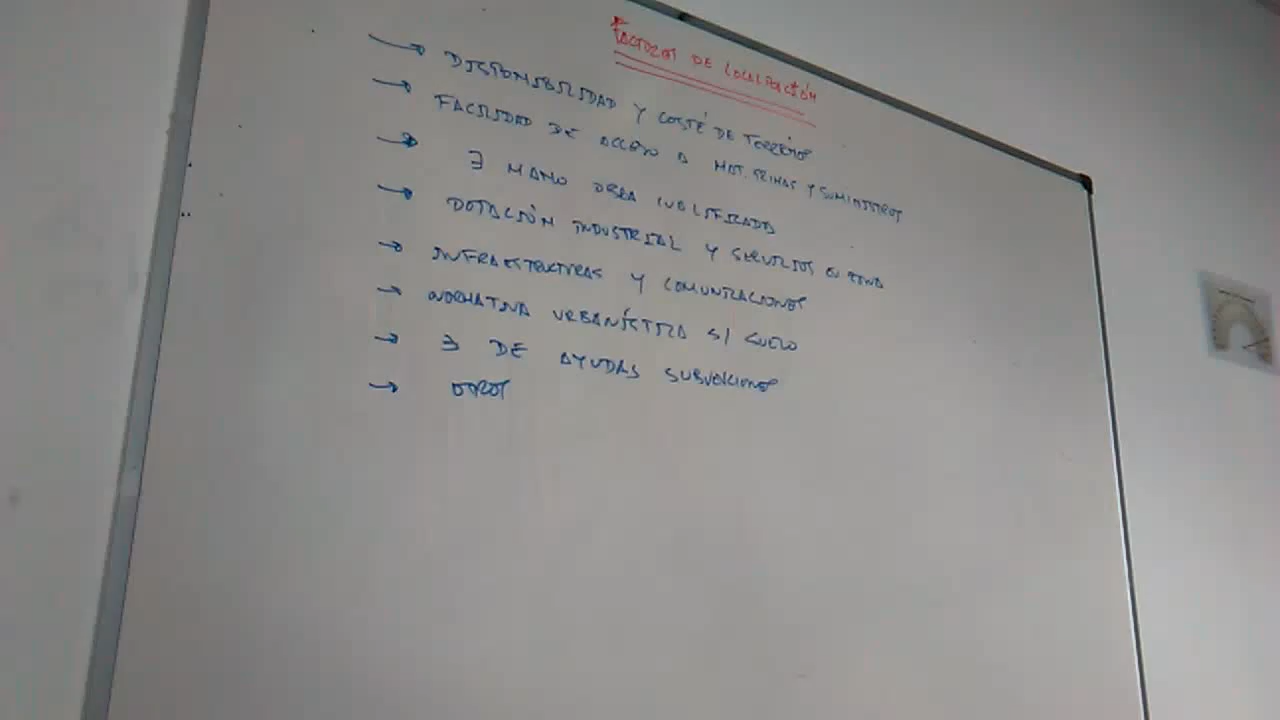 FACTORES DE LOCALIZACIÓN
→ DISPONIBILIDAD Y COSTE DE TERRENOS
→ FACILIDAD DE ACCESO A MAT. PRIMAS Y SUMINISTROS
→ ∃ MANO OBRA CUALIFICADA
→ DOTACIÓN INDUSTRIAL Y SERVICIOS EN ZONA
→ INFRAESTRUCTURAS Y COMUNICACIONES
→ NORMATIVA URBANÍSTICA S/ SUELO
→ ∃ DE AYUDAS SUBVENCIONES
→ OTROS